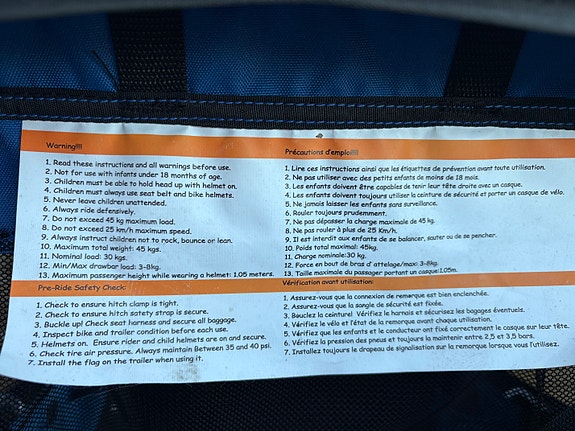 Warning!!!!
1. Read these instructions and all warnings before use.
2. Not for use with infants under 18 months of age.
3. Children must be able to hold head up with helmet on.
4. Children must always use seat belt and bike helmets.
5. Never leave children unattended.
6. Always ride defensively.
7. Do not exceed 45 kg maximum load.
8. Do not exceed 25 km/h maximum speed.
9. Always instruct children not to rock, bounce or lean.
10. Maximum total weight: 45 kgs.
11. Nominal load: 30 kgs.
12. Min/Max drawbar load: 3-8kg.
13. Maximum passenger height while wearing a helmet: 1.05 meters.
Pre-Ride Safety Check:
1. Check to ensure hitch clamp is tight.
2. Check to ensure hitch safety strap is secure.
3. Buckle up! Check seat harness and secure all baggage.
4. Inspect bike and trailer condition before each use.
5. Helmets on. Ensure rider and child helmets are on and secure.
6. Check tire air pressure. Always maintain Between 35 and 40 psi.
7. Install the flag on the trailer when using it.
Précautions d'emploi!!!!
1. Lire ces instructions ainsi que les étiquettes de prévention avant toute utilisation.
2. Ne pas utiliser avec des petits enfants de moins de 18 mois.
3. Les enfants doivent être capables de tenir leur tête droite avec un casque.
4. Les enfants doivent toujours utiliser la ceinture de sécurité et porter un casque de vélo.
5. Ne jamais laisser les enfants sans surveillance.
6. Rouler toujours prudemment.
7. Ne pas dépasser la charge maximale de 45 kg.
8. Ne pas rouler à plus de 25 Km/h.
9. Il est interdit aux enfants de se balancer, sauter ou de se pencher.
10. Poids total maximal: 45kg.
11. Charge nominale:30 kg.
12. Force en bout de bras d'attelage/max: 3-8kg.
13. Taille maximale du passager portant un casque:1.05m.
Vérification avant utilisation:
1. Assurez-vous que la connexion de remorque est bien enclenchée.
2. Assurez-vous que la sangle de sécurité est fixée.
3. Bouclez la ceinture! Vérifiez le harnais et sécurisez les bagages éventuels.
4. Vérifiez le vélo et l'état de la remorque avant chaque utilisation.
5. Vérifiez que les enfants et le conducteur ont fixé correctement le casque sur leur tête.
6. Vérifiez la pression des pneus et toujours la maintenir entre 2,5 et 3,5 bars.
7. Installez toujours le drapeau de signalisation sur la remorque lorsque vous l'utilisez.